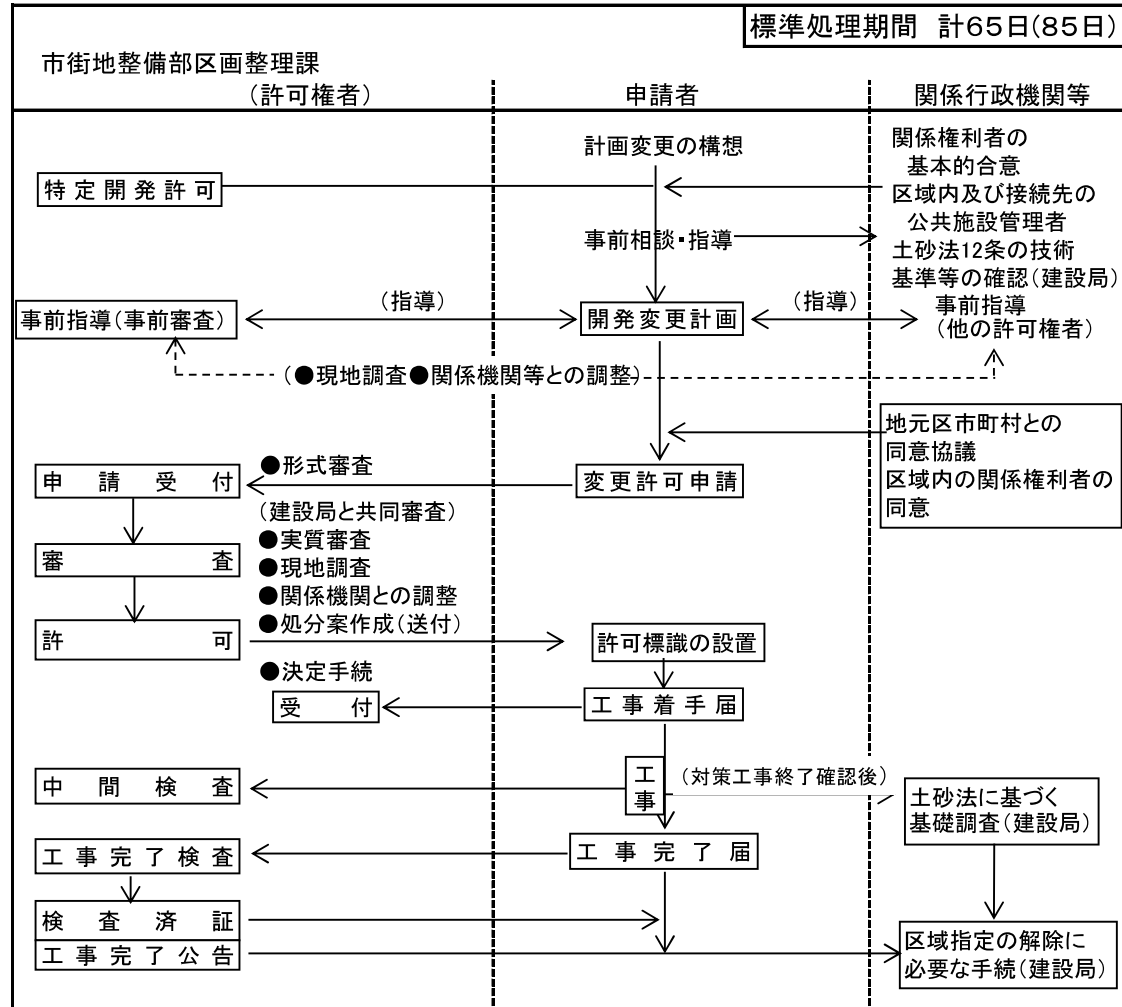 標準処理期間 計65日(85日)
市街地整備部区画整理課
(許可権者)
申請者
関係行政機関等
計画変更の構想
関係権利者の
基本的合意
区域内及び接続先の
公共施設管理者
土砂法12条の技術
基準等の確認(建設局)
事前指導
(他の許可権者)
特定開発許可
事前相談・指導
事前指導(事前審査)
(指導)
開発変更計画
(指導)
(●現地調査●関係機関等との調整)
地元区市町村との
同意協議
区域内の関係権利者の
同意
申請受付
●形式審査
変更許可申請
(建設局と共同審査)
●実質審査
●現地調査
●関係機関との調整
●処分案作成(送付)
●決定手続
審査
許可
許可標識の設置
受付
工事着手届
中間検査
工事
(対策工事終了確認後)
土砂法に基づく
基礎調査(建設局)
工事完了検査
工事完了届
検査済証
工事完了公告
区域指定の解除に
必要な手続(建設局)